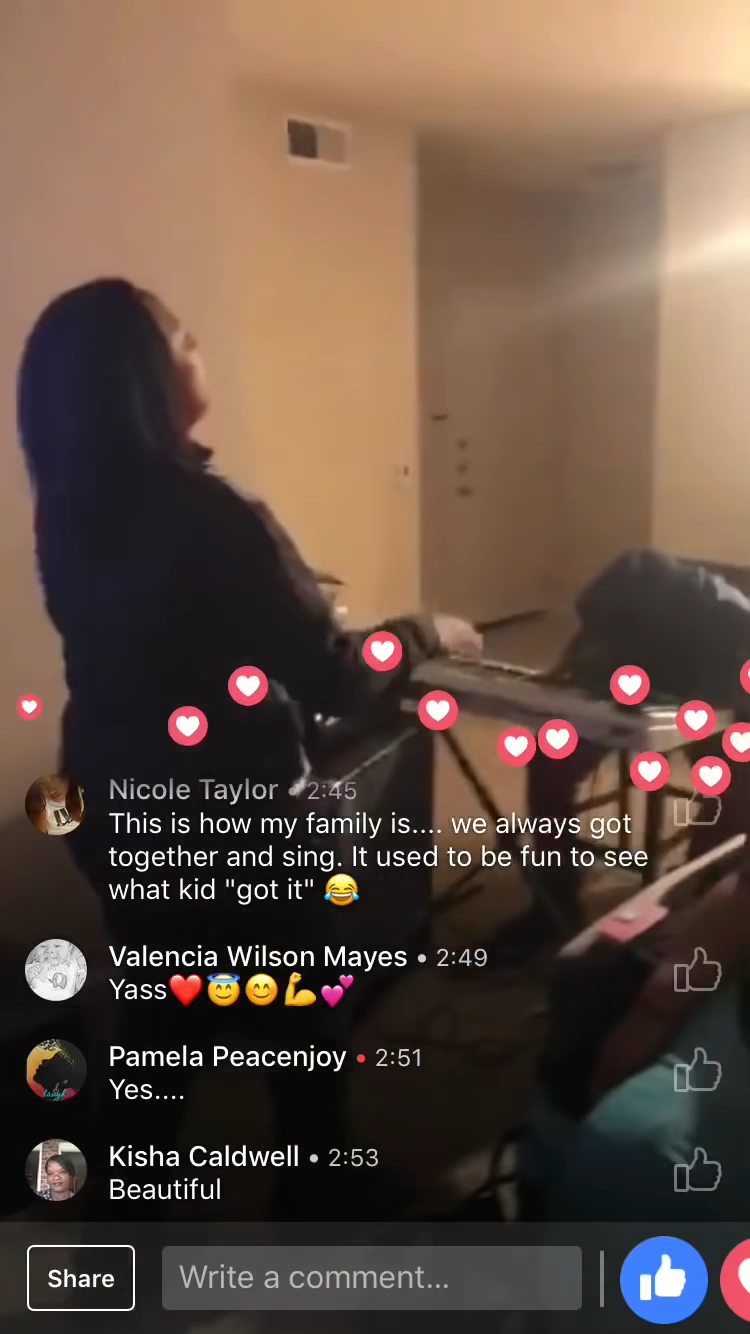 Nicole Taylor • 2:45
This is how my family is.... we always got
together and sing. It used to be fun to see
what kid "got it" 😂
Valencia Wilson Mayes • 2:49
Yass❤️😇😊💪💕
Pamela Peacenjoy • 2:51
Yes....
Kisha Caldwell • 2:53
Beautiful
Share
Write a comment...